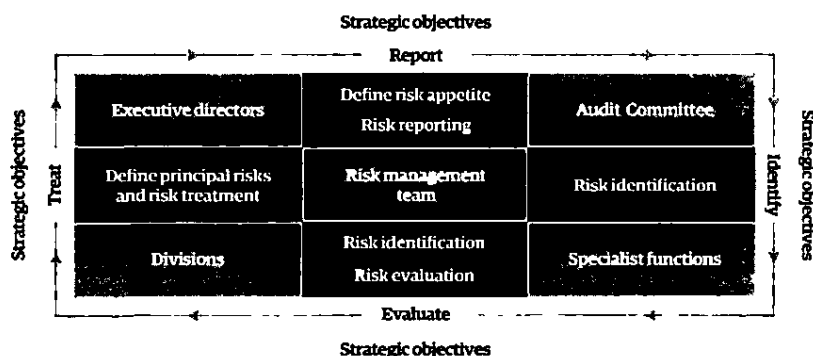 Strategic objectives
Report
Executive directors
Define risk appetite
Risk reporting
Audit Committee
Strategic objectives
Treat
Define principal risks
and risk treatment
Risk management
team
Risk identification
Identify
Strategic objectives
Divisions
Risk identification
Risk evaluation
Specialist functions
Evaluate
Strategic objectives